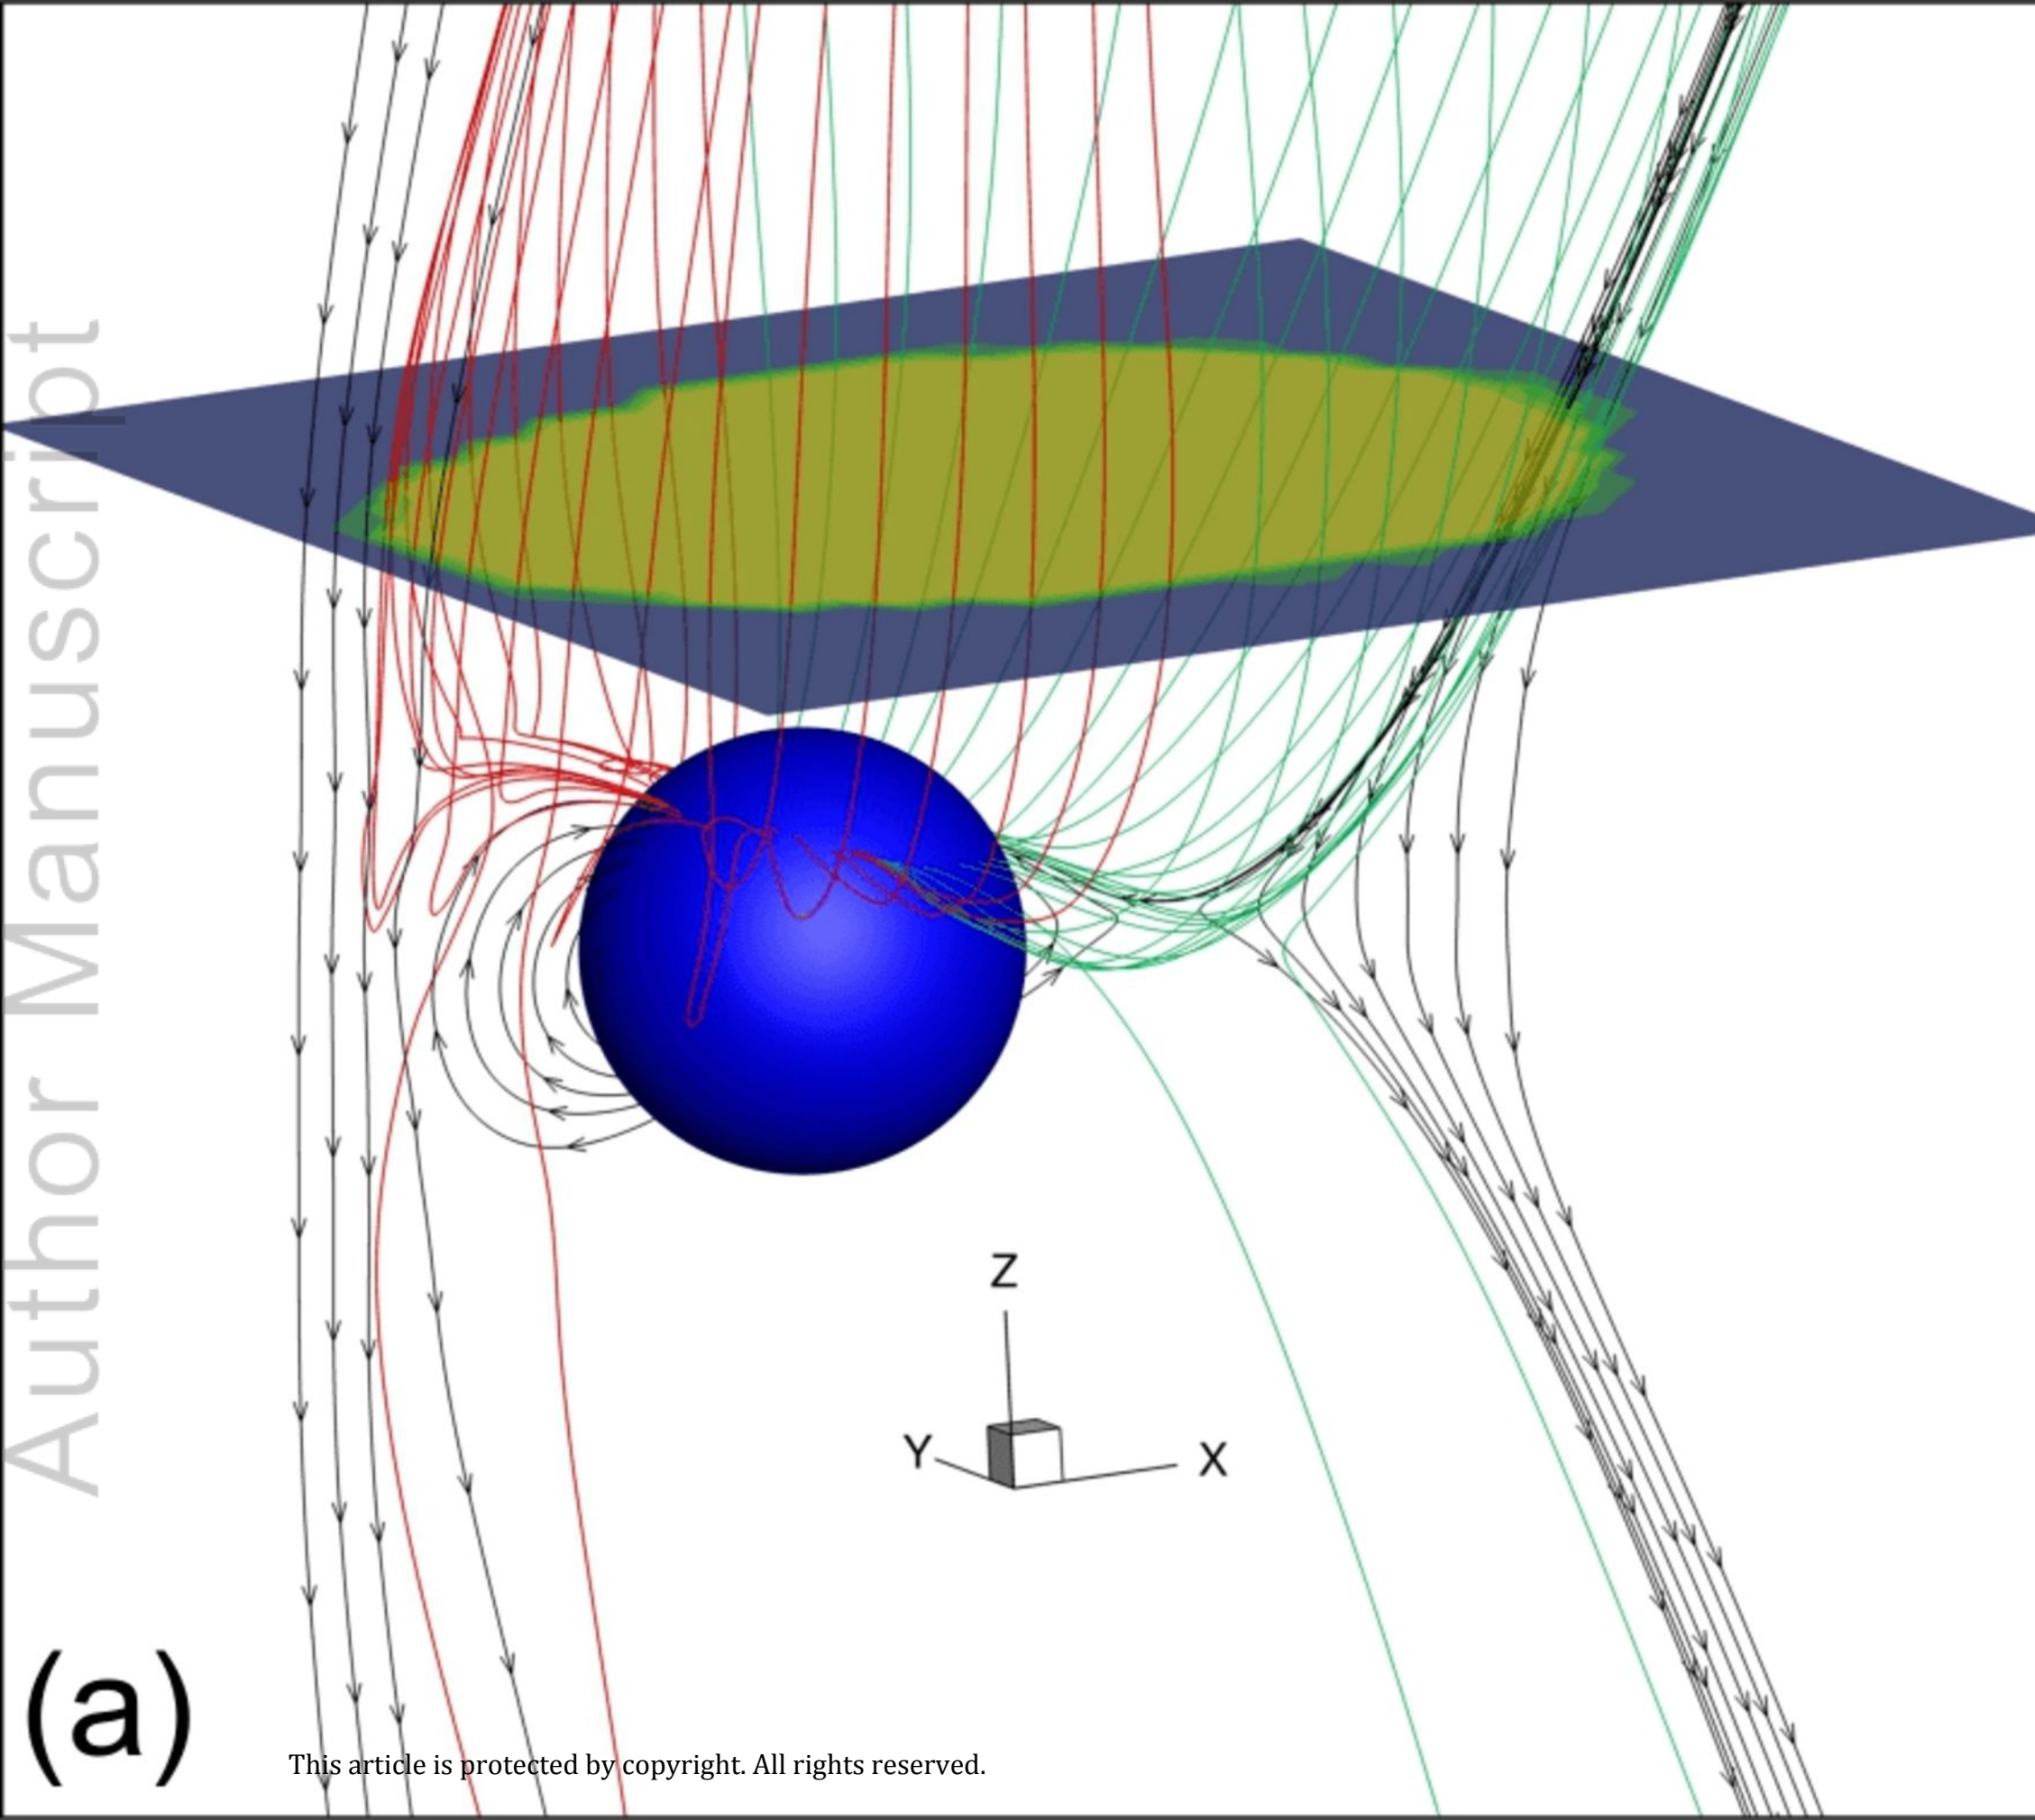 Author Manuscript
Z
Y
X
(a)
This article is protected by copyright. All rights reserved.